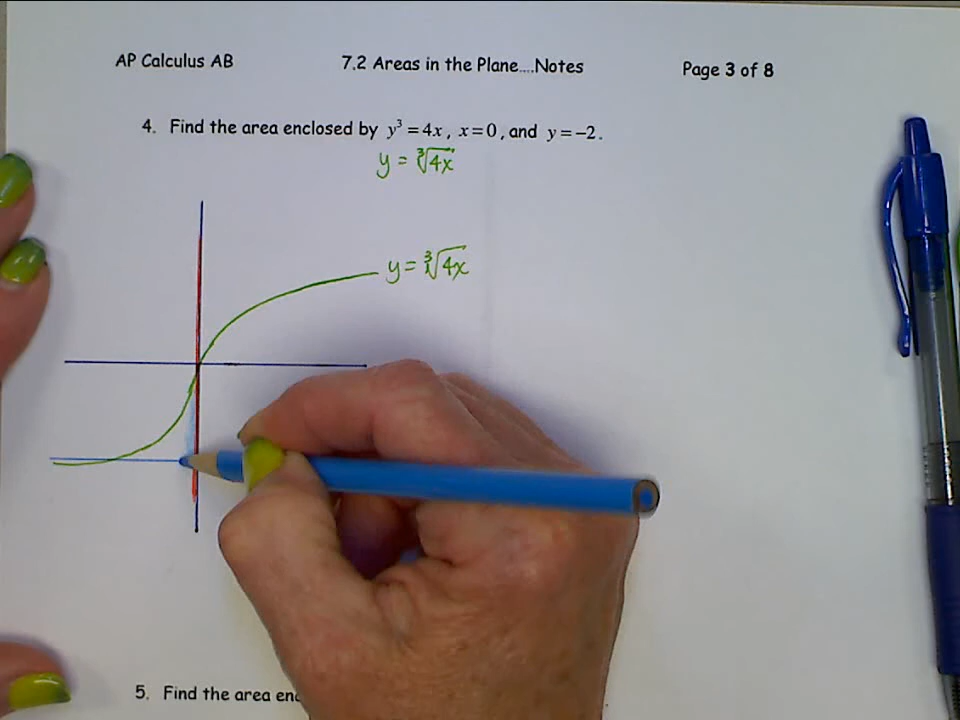 AP Calculus AB 7.2 Areas in the Plane....Notes Page 3 of 8
4. Find the area enclosed by y³ = 4x, x = 0, and y = −2.
y = ∛4x
y = ∛4x
5. Find the area